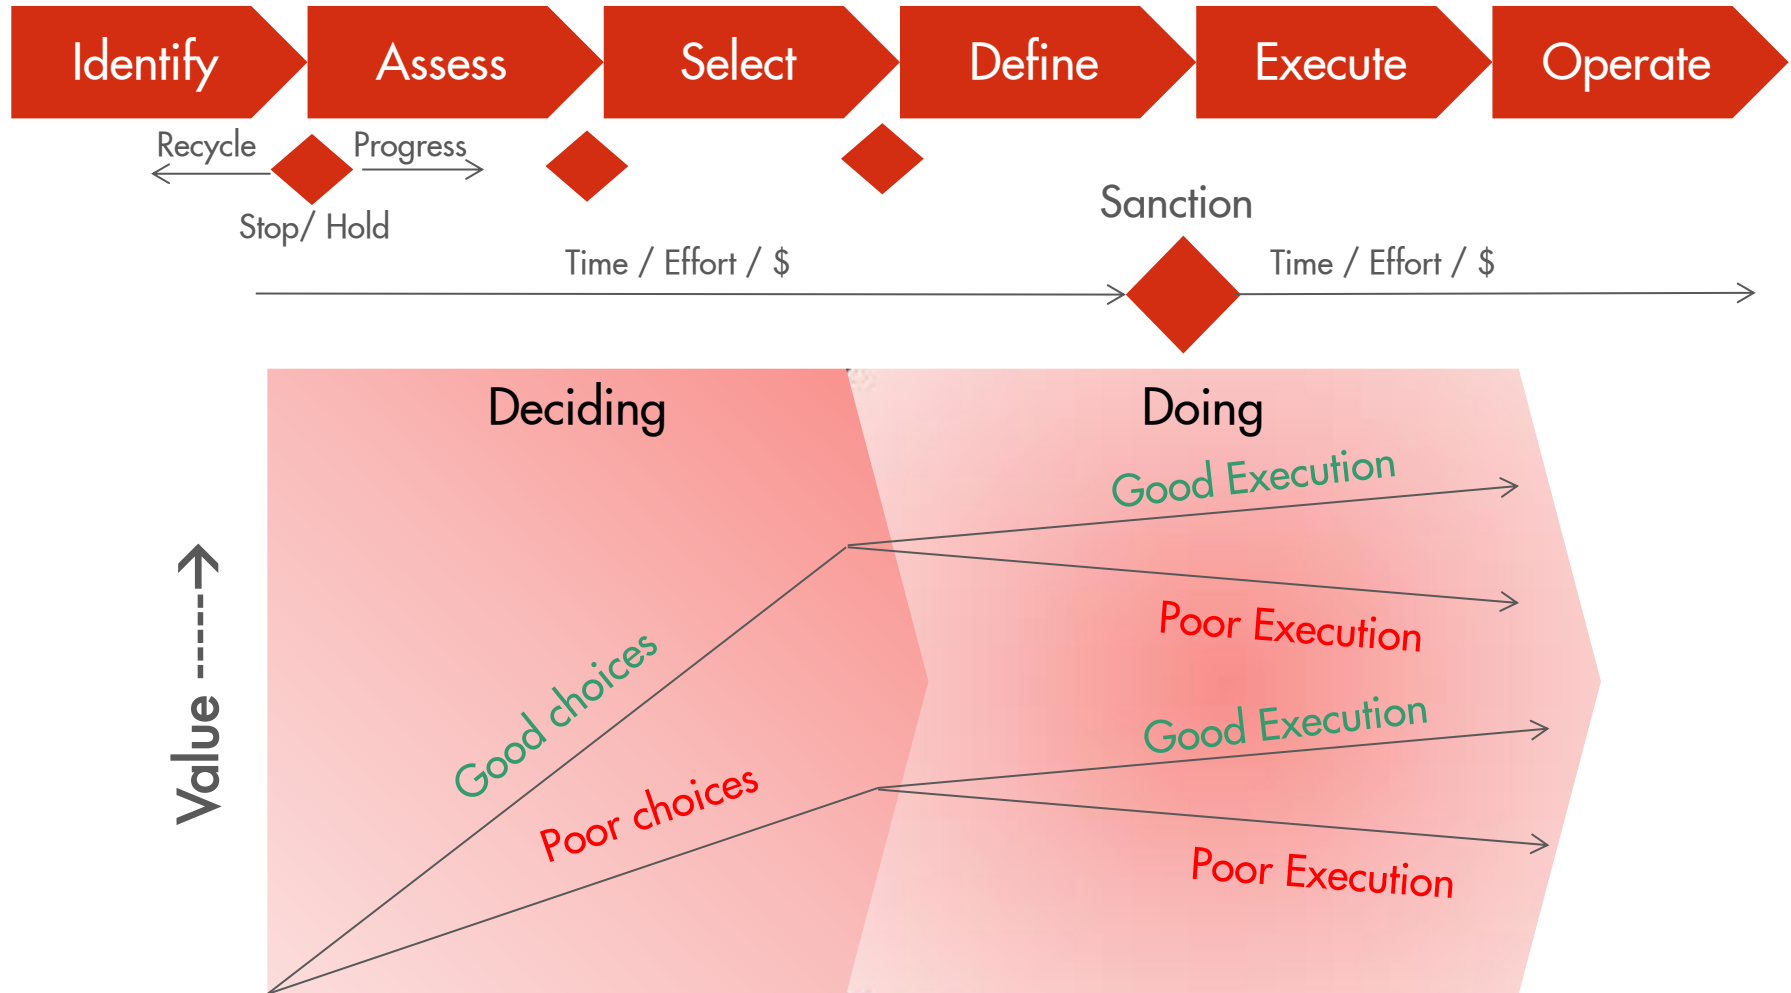 Identify
Assess
Select
Define
Execute
Operate
Recycle
Progress
Stop/ Hold
Sanction
Time / Effort / $
Time / Effort / $
Deciding
Doing
Good Execution
Poor Execution
Good choices
Poor choices
Good Execution
Poor Execution
Value